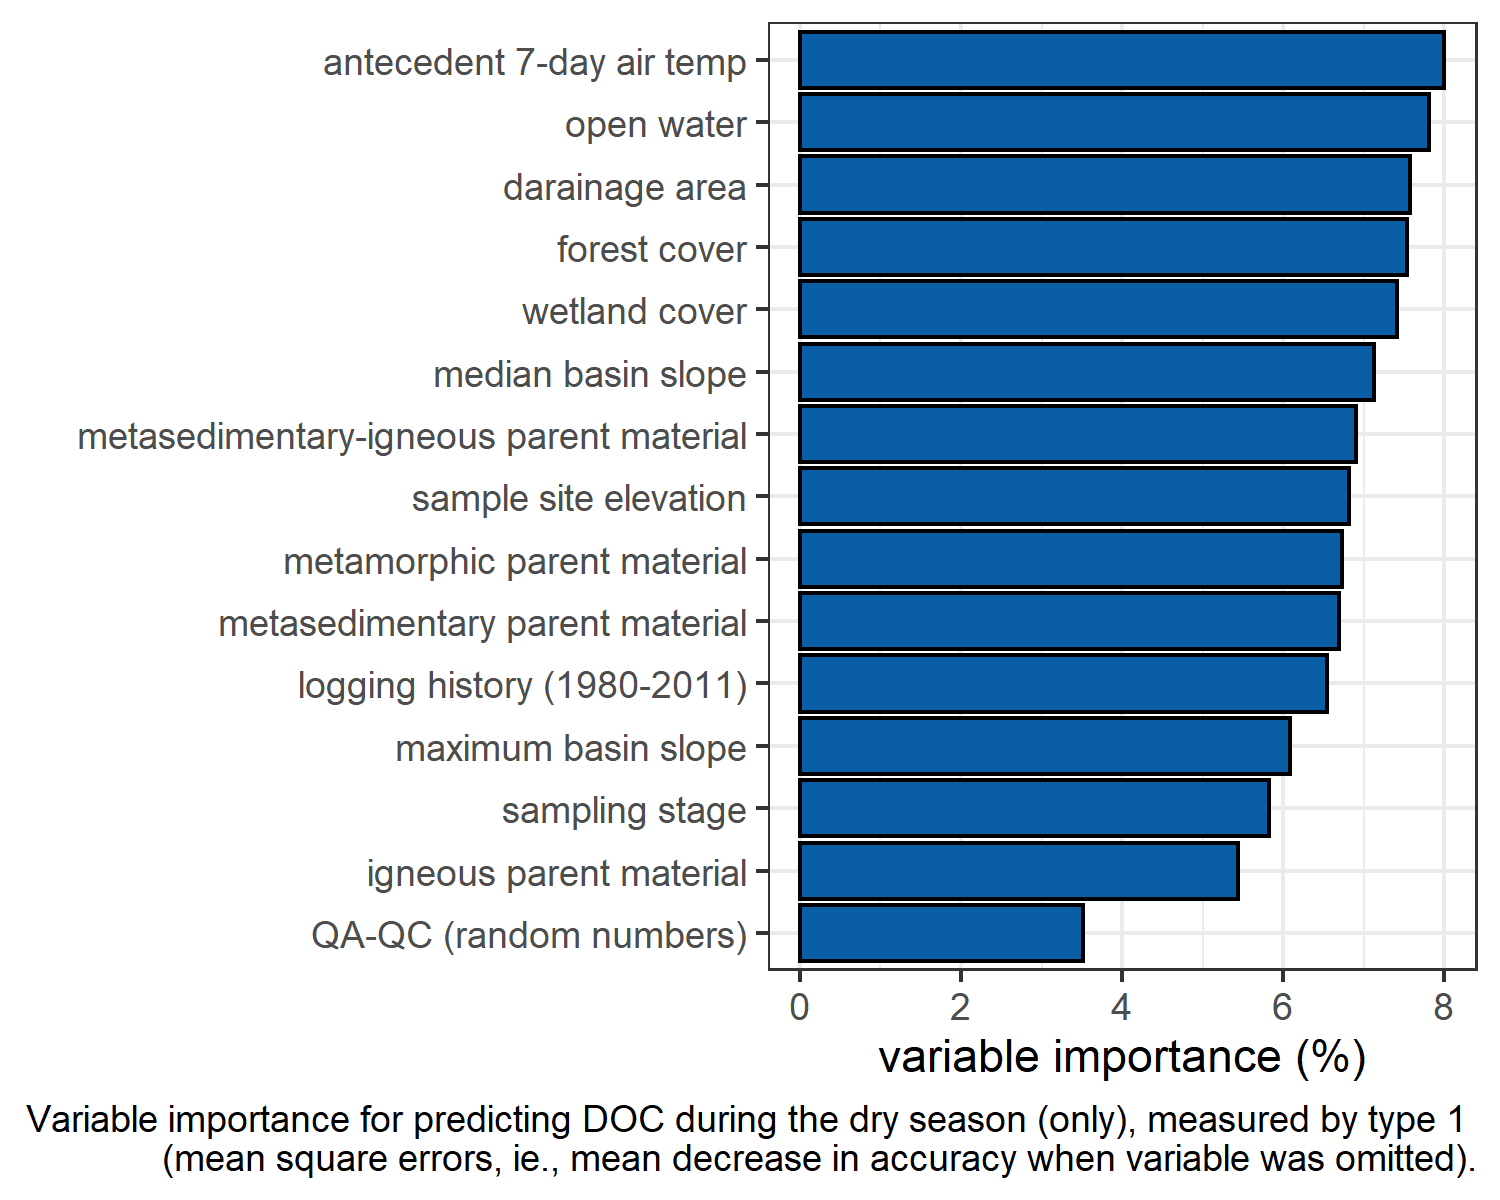 antecedent 7-day air temp
open water
darainage area
forest cover
wetland cover
median basin slope
metasedimentary-igneous parent material
sample site elevation
metamorphic parent material
metasedimentary parent material
logging history (1980-2011)
maximum basin slope
sampling stage
igneous parent material
QA-QC (random numbers)
0 2 4 6 8
variable importance (%)
Variable importance for predicting DOC during the dry season (only), measured by type 1
(mean square errors, ie., mean decrease in accuracy when variable was omitted).